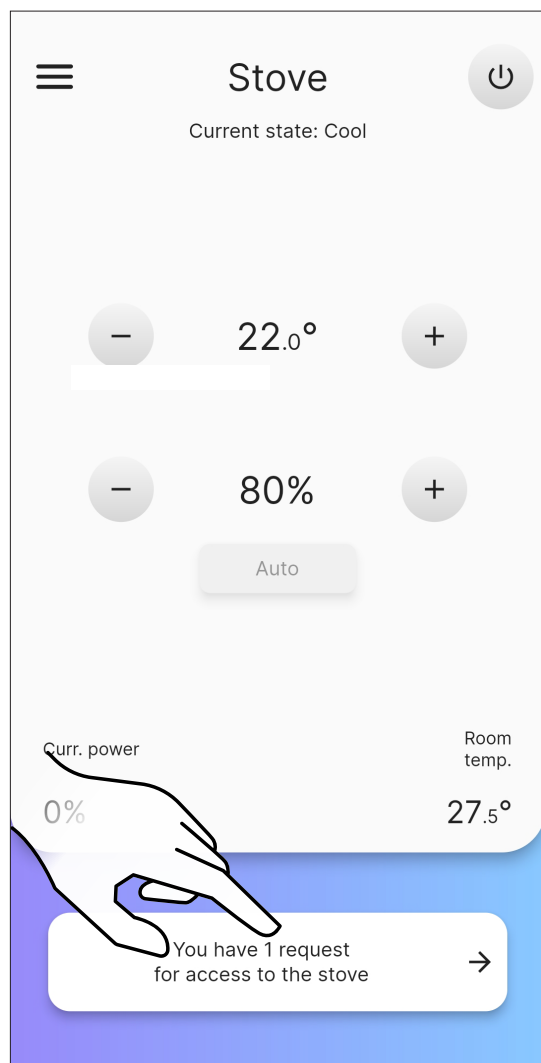 Stove
Current state: Cool
22.0°
80%
Auto
Curr. power
Room
temp.
0%
27.5°
You have 1 request
for access to the stove